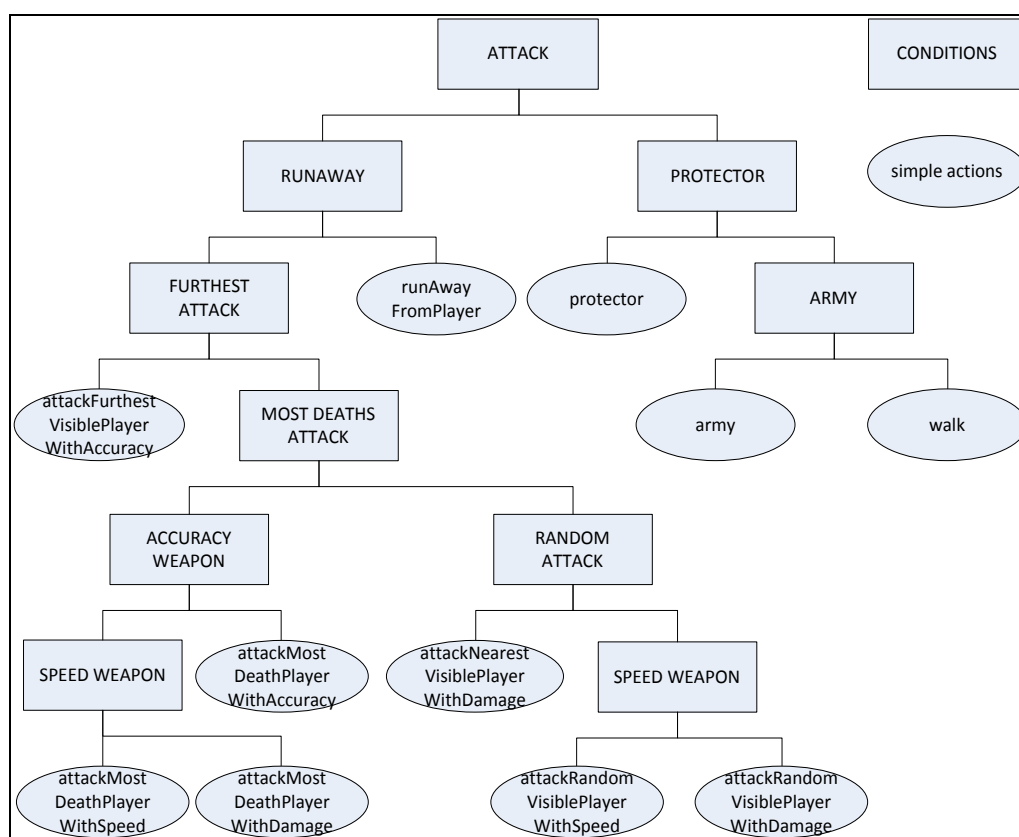 ATTACK
CONDITIONS
RUNAWAY
PROTECTOR
simple actions
FURTHEST
ATTACK
runAway
FromPlayer
protector
ARMY
attackFurthest
VisiblePlayer
WithAccuracy
MOST DEATHS
ATTACK
army
walk
ACCURACY
WEAPON
RANDOM
ATTACK
SPEED WEAPON
attackMost
DeathPlayer
WithAccuracy
attackNearest
VisiblePlayer
WithDamage
SPEED WEAPON
attackMost
DeathPlayer
WithSpeed
attackMost
DeathPlayer
WithDamage
attackRandom
VisiblePlayer
WithSpeed
attackRandom
VisiblePlayer
WithDamage